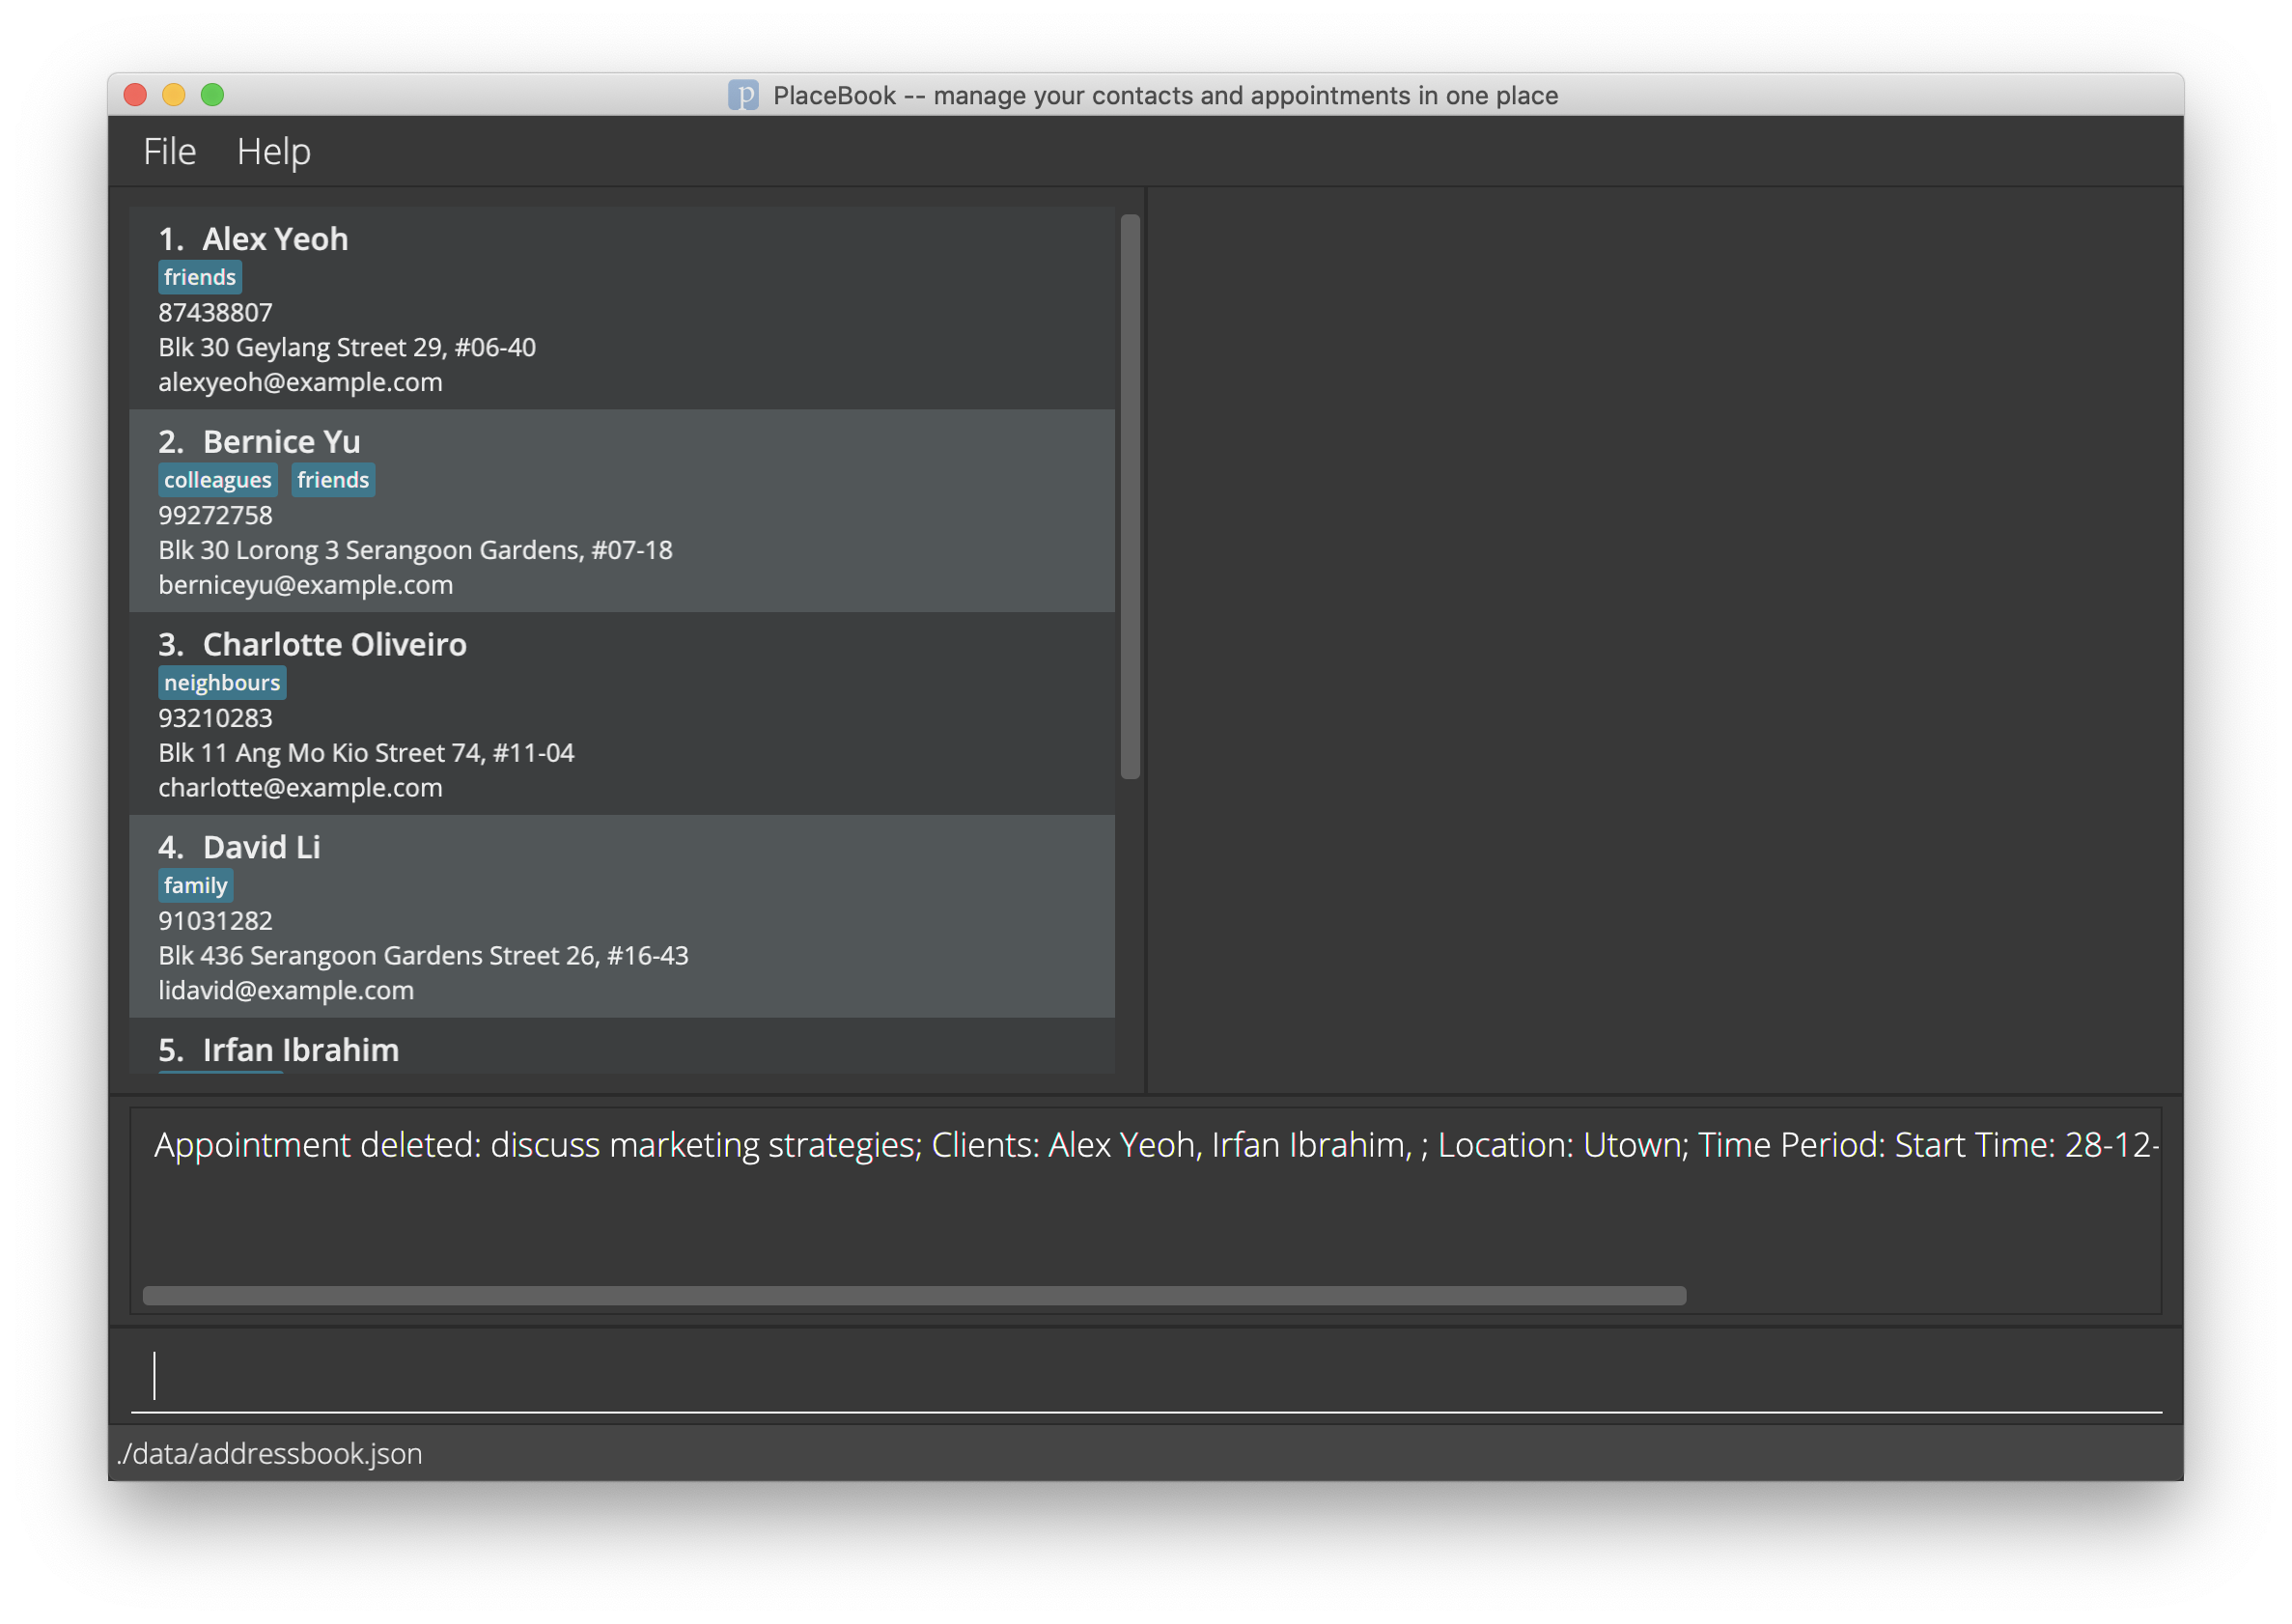 p PlaceBook -- manage your contacts and appointments in one place
File Help
1. Alex Yeoh
friends
87438807
Blk 30 Geylang Street 29, #06-40
alexyeoh@example.com
2. Bernice Yu
colleagues friends
99272758
Blk 30 Lorong 3 Serangoon Gardens, #07-18
berniceyu@example.com
3. Charlotte Oliveiro
neighbours
93210283
Blk 11 Ang Mo Kio Street 74, #11-04
charlotte@example.com
4. David Li
family
91031282
Blk 436 Serangoon Gardens Street 26, #16-43
lidavid@example.com
5. Irfan Ibrahim
Appointment deleted: discuss marketing strategies; Clients: Alex Yeoh, Irfan Ibrahim, ; Location: Utown; Time Period: Start Time: 28-12-
./data/addressbook.json